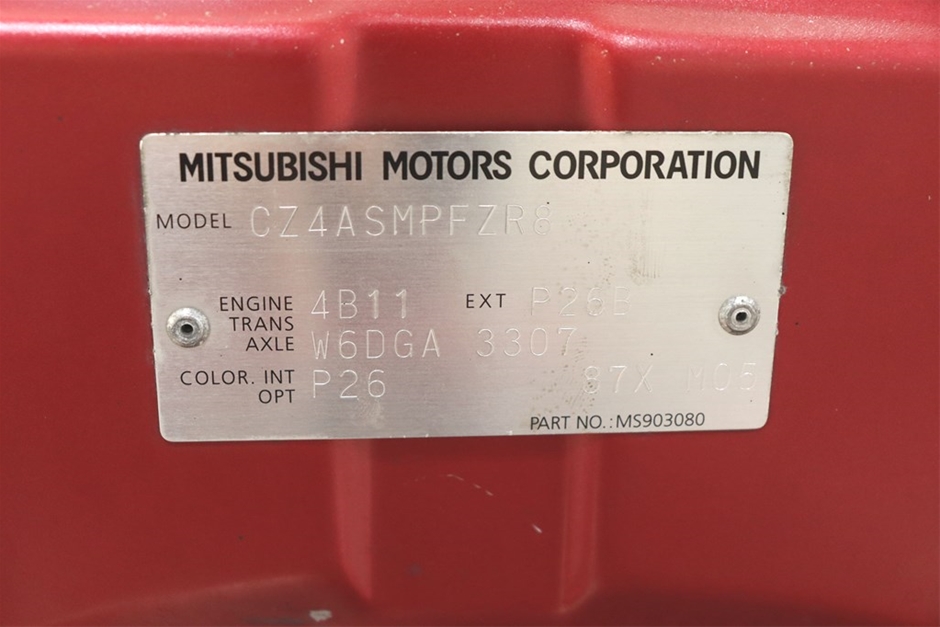 MITSUBISHI MOTORS CORPORATION
MODEL CZ4ASMPFZR8
ENGINE 4B11 EXT P26B
TRANS
AXLE W6DGA 3307
COLOR. INT
OPT P26 87X M05
PART NO.:MS903080